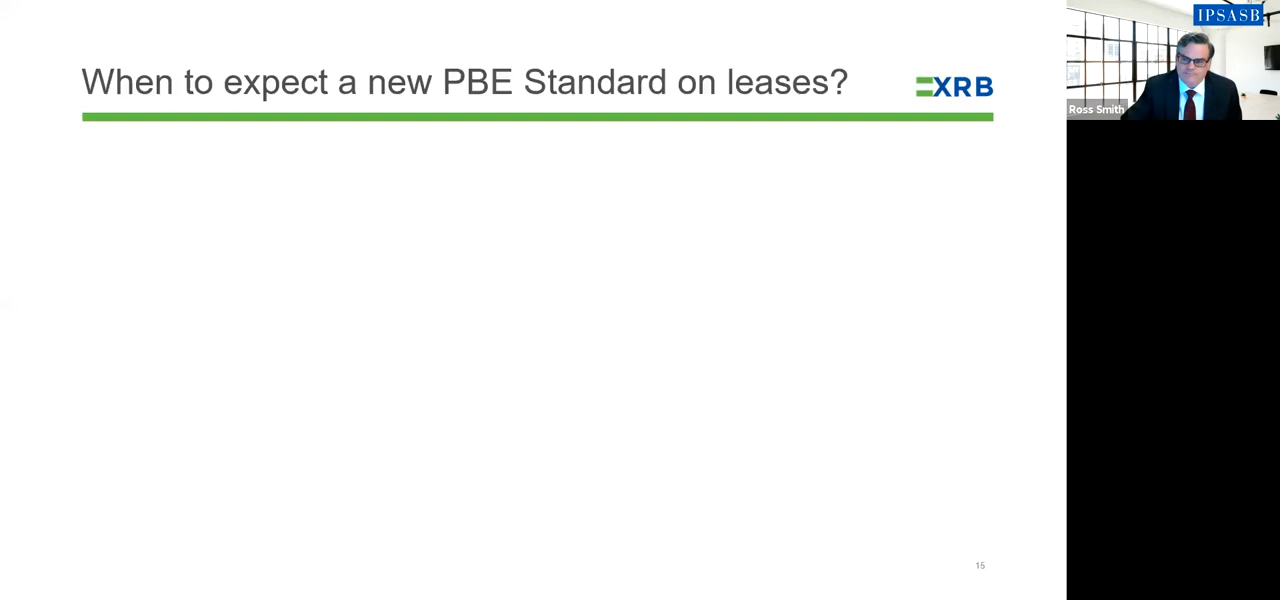 When to expect a new PBE Standard on leases?
XRB
IPSASB
Ross Smith
15